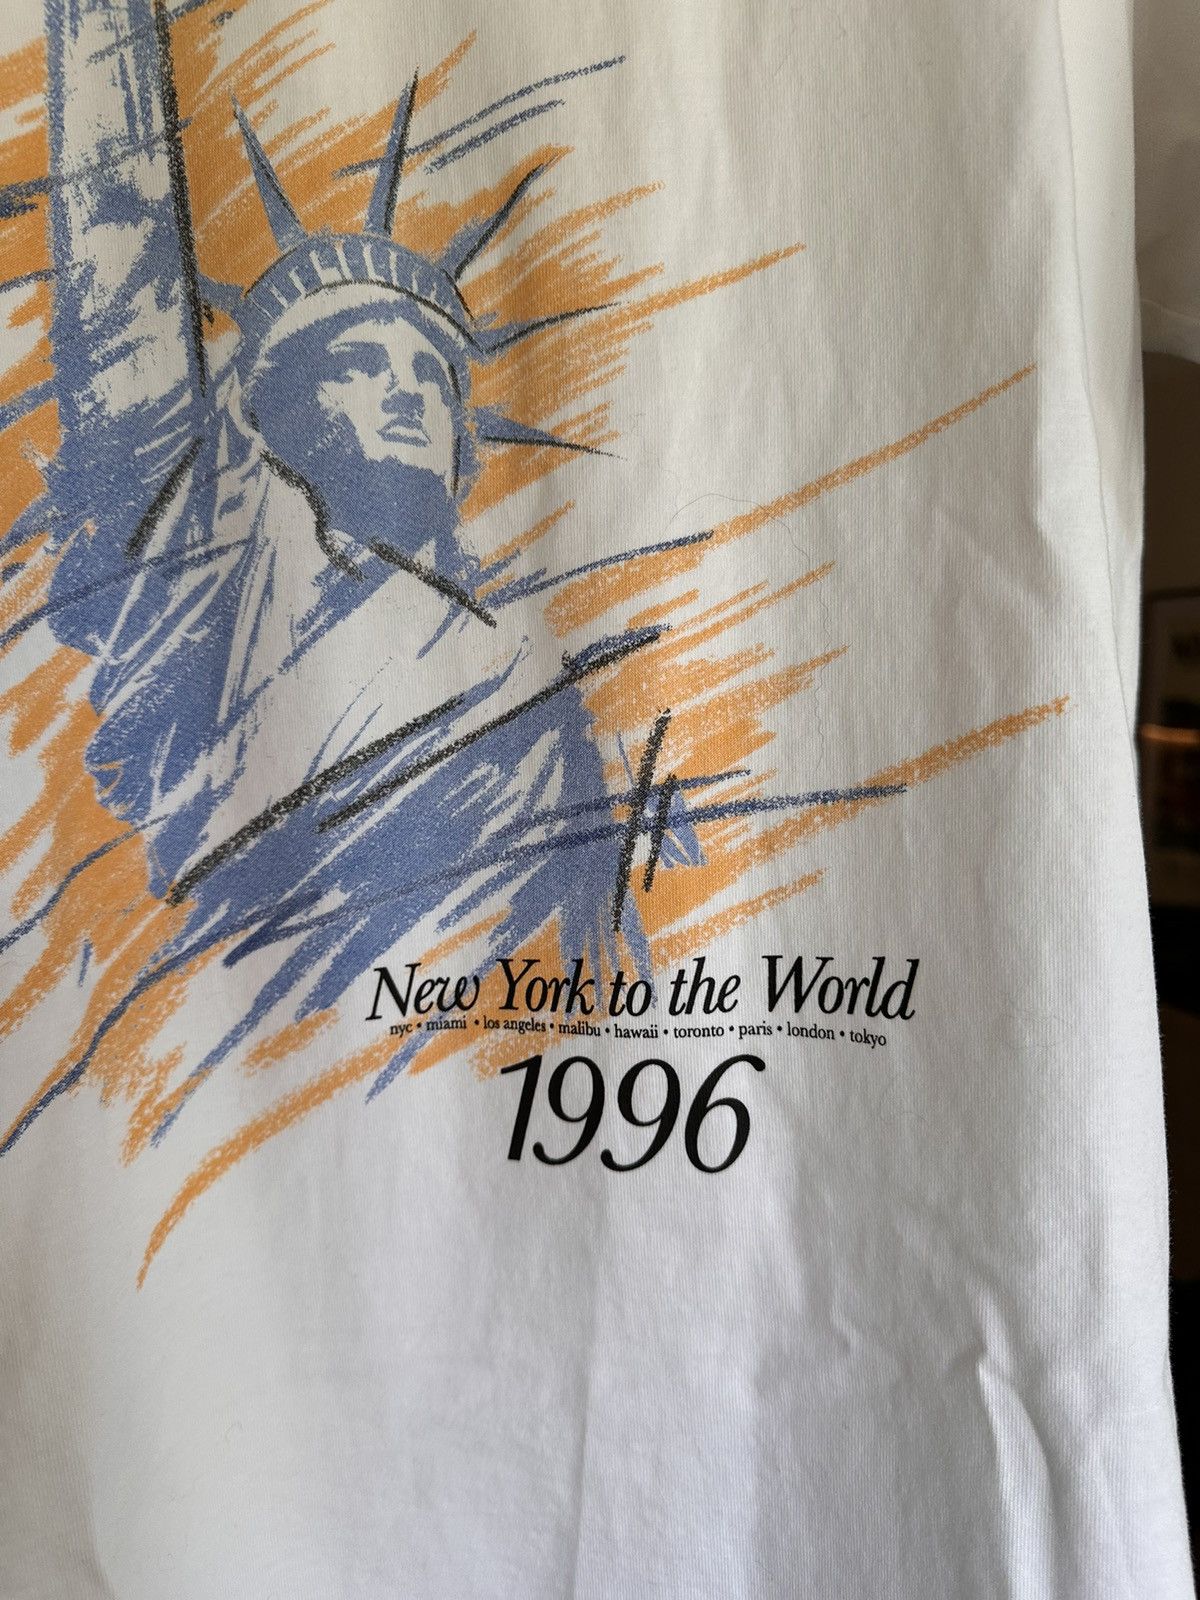 New York to the World
nyc • miami • los angeles • malibu • hawaii • toronto • paris • london • tokyo
1996